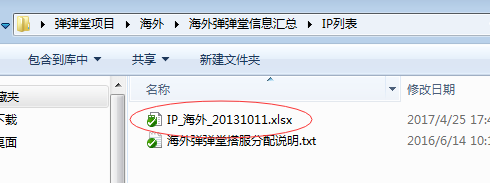 弹弹堂项目 ▸ 海外 ▸ 海外弹弹堂信息汇总 ▸ IP列表
包含到库中 共享 新建文件夹
藏夹 名称 修改日期
下载 IP_海外_20131011.xlsx 2017/4/25 17:4
桌面 海外弹弹堂搭服分配说明.txt 2016/6/14 10: